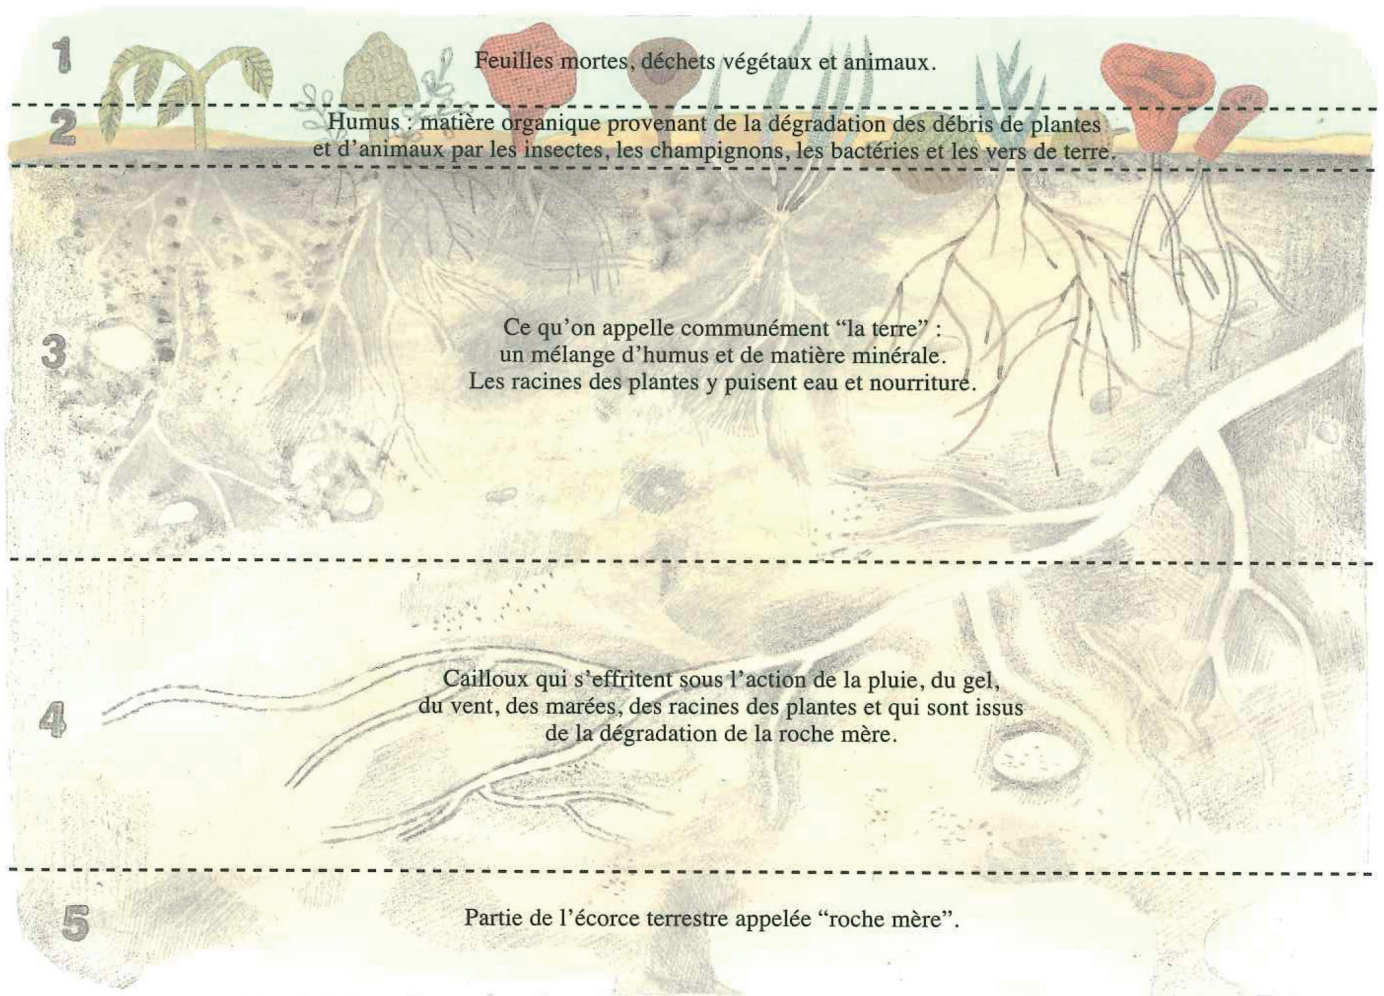 1
Feuilles mortes, déchets végétaux et animaux.
2
Humus : matière organique provenant de la dégradation des débris de plantes
et d'animaux par les insectes, les champignons, les bactéries et les vers de terre.
3
Ce qu'on appelle communément “la terre” :
un mélange d'humus et de matière minérale.
Les racines des plantes y puisent eau et nourriture.
4
Cailloux qui s'effritent sous l'action de la pluie, du gel,
du vent, des marées, des racines des plantes et qui sont issus
de la dégradation de la roche mère.
5
Partie de l'écorce terrestre appelée “roche mère”.